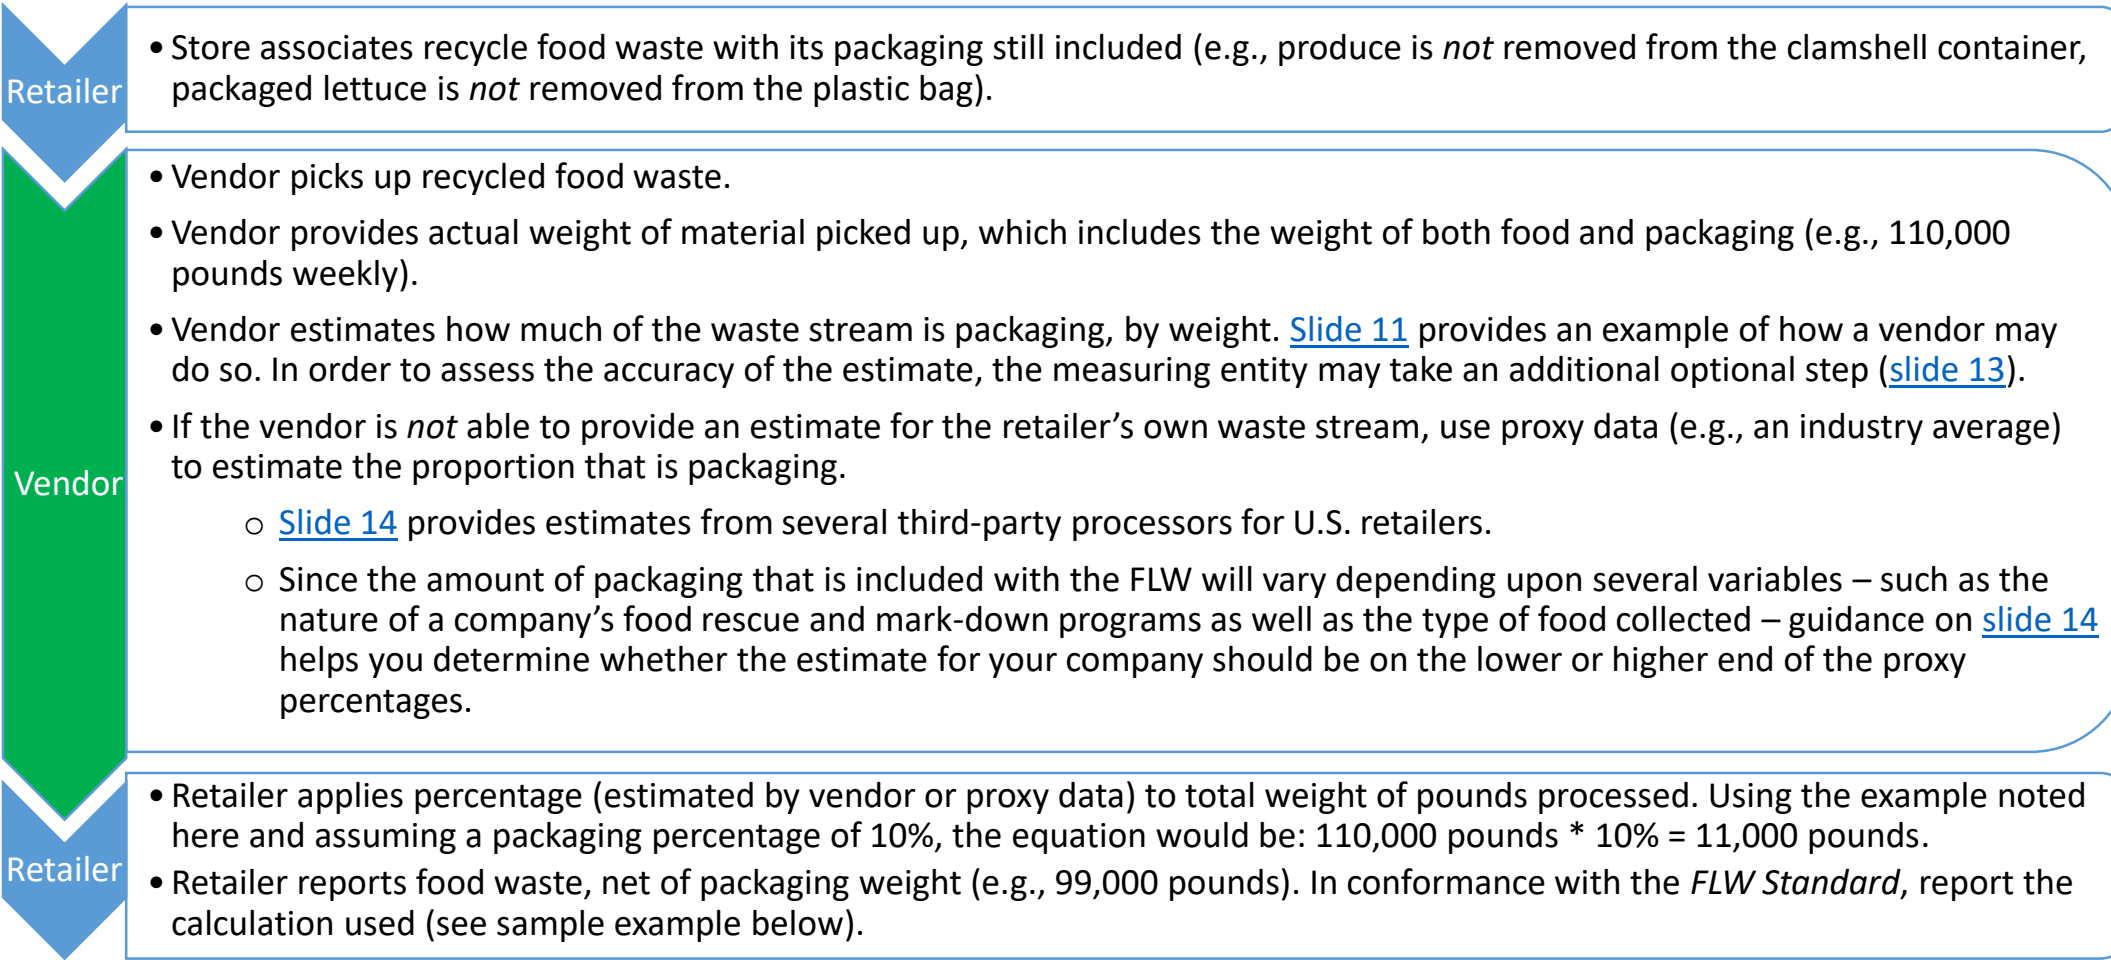 Retailer
• Store associates recycle food waste with its packaging still included (e.g., produce is not removed from the clamshell container,
packaged lettuce is not removed from the plastic bag).
Vendor
• Vendor picks up recycled food waste.
• Vendor provides actual weight of material picked up, which includes the weight of both food and packaging (e.g., 110,000
pounds weekly).
• Vendor estimates how much of the waste stream is packaging, by weight. Slide 11 provides an example of how a vendor may
do so. In order to assess the accuracy of the estimate, the measuring entity may take an additional optional step (slide 13).
• If the vendor is not able to provide an estimate for the retailer’s own waste stream, use proxy data (e.g., an industry average)
to estimate the proportion that is packaging.
o Slide 14 provides estimates from several third-party processors for U.S. retailers.
o Since the amount of packaging that is included with the FLW will vary depending upon several variables – such as the
nature of a company’s food rescue and mark-down programs as well as the type of food collected – guidance on slide 14
helps you determine whether the estimate for your company should be on the lower or higher end of the proxy
percentages.
Retailer
• Retailer applies percentage (estimated by vendor or proxy data) to total weight of pounds processed. Using the example noted
here and assuming a packaging percentage of 10%, the equation would be: 110,000 pounds * 10% = 11,000 pounds.
• Retailer reports food waste, net of packaging weight (e.g., 99,000 pounds). In conformance with the FLW Standard, report the
calculation used (see sample example below).